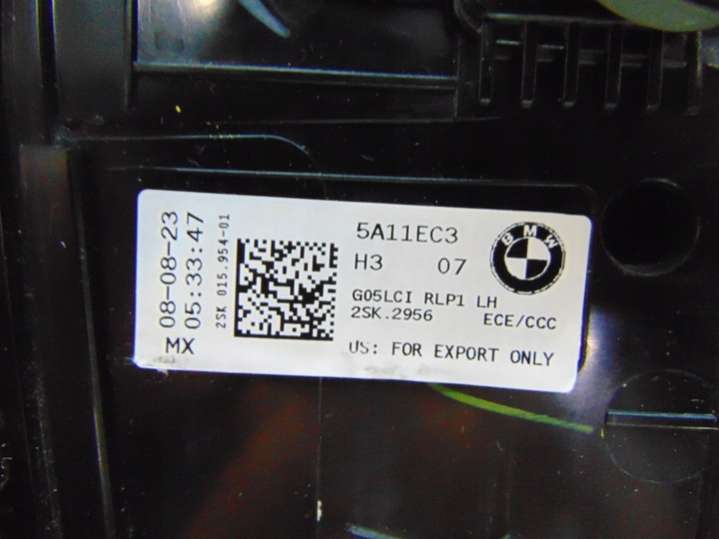 08-08-23
05:33:47
2SK 015.954-01
MX
5A11EC3
H3 07
BMW
G05LCI RLP1 LH
2SK.2956 ECE/CCC
US: FOR EXPORT ONLY